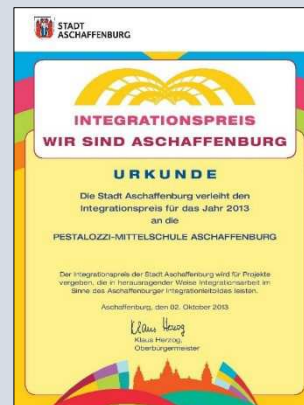 STADT
ASCHAFFENBURG
INTEGRATIONSPREIS
WIR SIND ASCHAFFENBURG
URKUNDE
Die Stadt Aschaffenburg verleiht den
Integrationspreis für das Jahr 2013
an die
PESTALOZZI-MITTELSCHULE ASCHAFFENBURG
Der Integrationspreis der Stadt Aschaffenburg wird für Projekte
vergeben, die in herausragender Weise Integrationsarbeit im
Sinne des Aschaffenburger Integrationsleitbildes leisten.
Aschaffenburg, den 02. Oktober 2013
Klaus Herzog
Klaus Herzog,
Oberbürgermeister